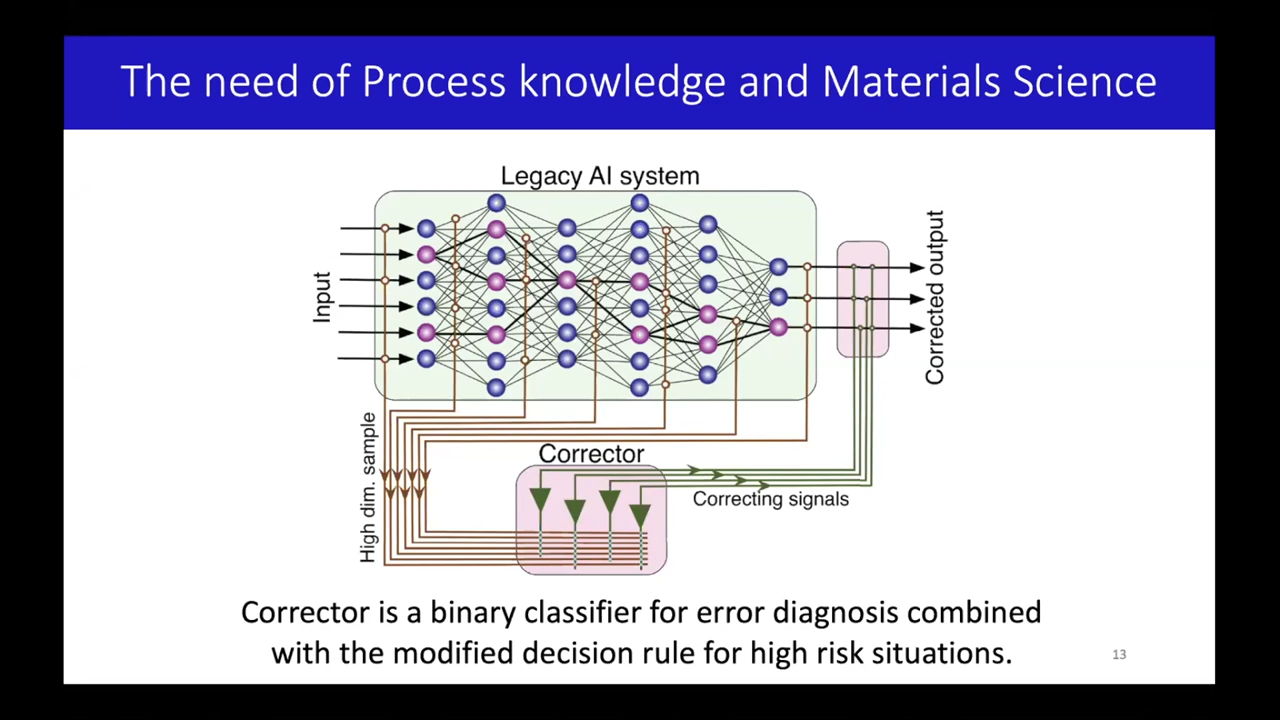 The need of Process knowledge and Materials Science
Legacy AI system
Input
Corrected output
High dim. sample
Corrector
Correcting signals
Corrector is a binary classifier for error diagnosis combined
with the modified decision rule for high risk situations.
13